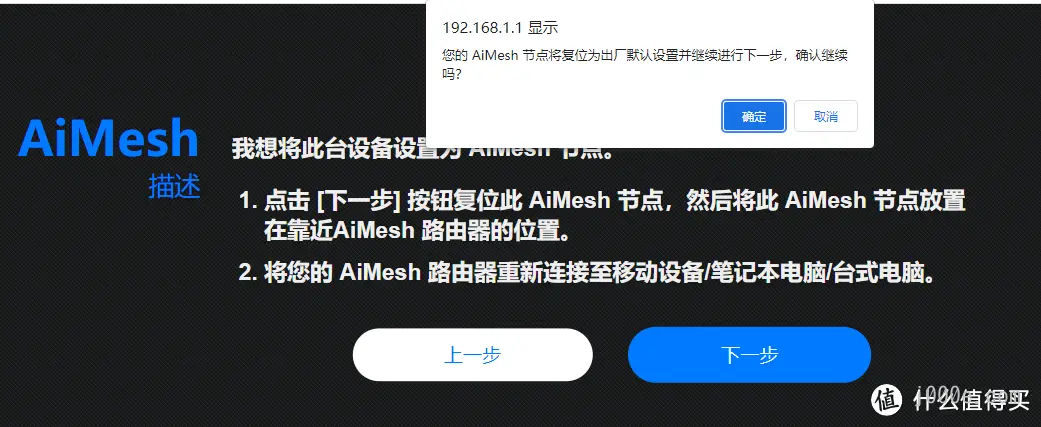 192.168.1.1 显示
您的 AiMesh 节点将复位为出厂默认设置并继续进行下一步，确认继续
吗？
确定
取消
AiMesh
描述
我想将此台设备设置为 AiMesh 节点。
1. 点击 [下一步] 按钮复位此 AiMesh 节点，然后将此 AiMesh 节点放置
在靠近AiMesh 路由器的位置。
2. 将您的 AiMesh 路由器重新连接至移动设备/笔记本电脑/台式电脑。
上一步
下一步
值 什么值得买